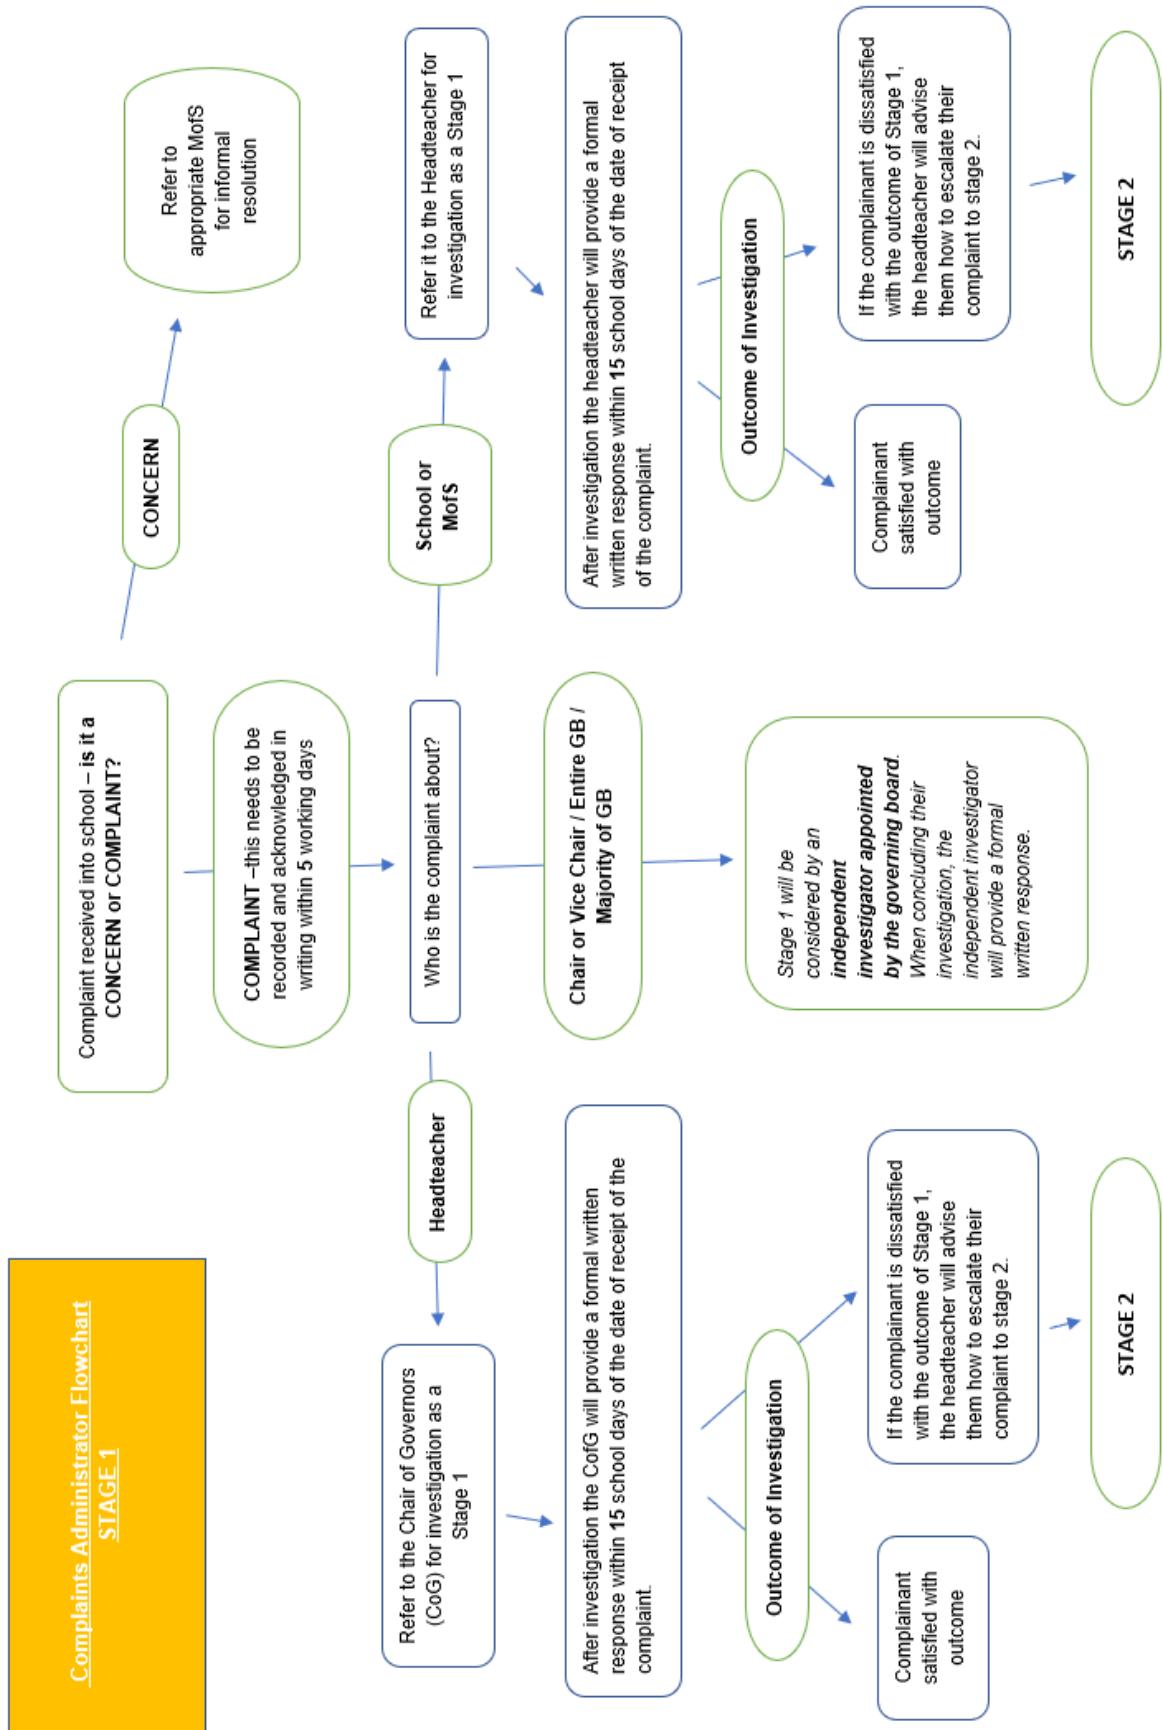 Complaints Administrator Flowchart
STAGE 1
Complaint received into school – is it a
CONCERN or COMPLAINT?
CONCERN
Refer to
appropriate MofS
for informal
resolution
COMPLAINT –this needs to be
recorded and acknowledged in
writing within 5 working days
Who is the complaint about?
Headteacher
Refer to the Chair of Governors
(CoG) for investigation as a
Stage 1
After investigation the CofG will provide a formal written
response within 15 school days of the date of receipt of the
complaint.
Outcome of Investigation
Complainant
satisfied with
outcome
If the complainant is dissatisfied
with the outcome of Stage 1,
the headteacher will advise
them how to escalate their
complaint to stage 2.
STAGE 2
Chair or Vice Chair / Entire GB /
Majority of GB
Stage 1 will be
considered by an
independent
investigator appointed
by the governing board.
When concluding their
investigation, the
independent investigator
will provide a formal
written response.
School or
MofS
Refer it to the Headteacher for
investigation as a Stage 1
After investigation the headteacher will provide a formal
written response within 15 school days of the date of receipt
of the complaint.
Outcome of Investigation
Complainant
satisfied with
outcome
If the complainant is dissatisfied
with the outcome of Stage 1,
the headteacher will advise
them how to escalate their
complaint to stage 2.
STAGE 2